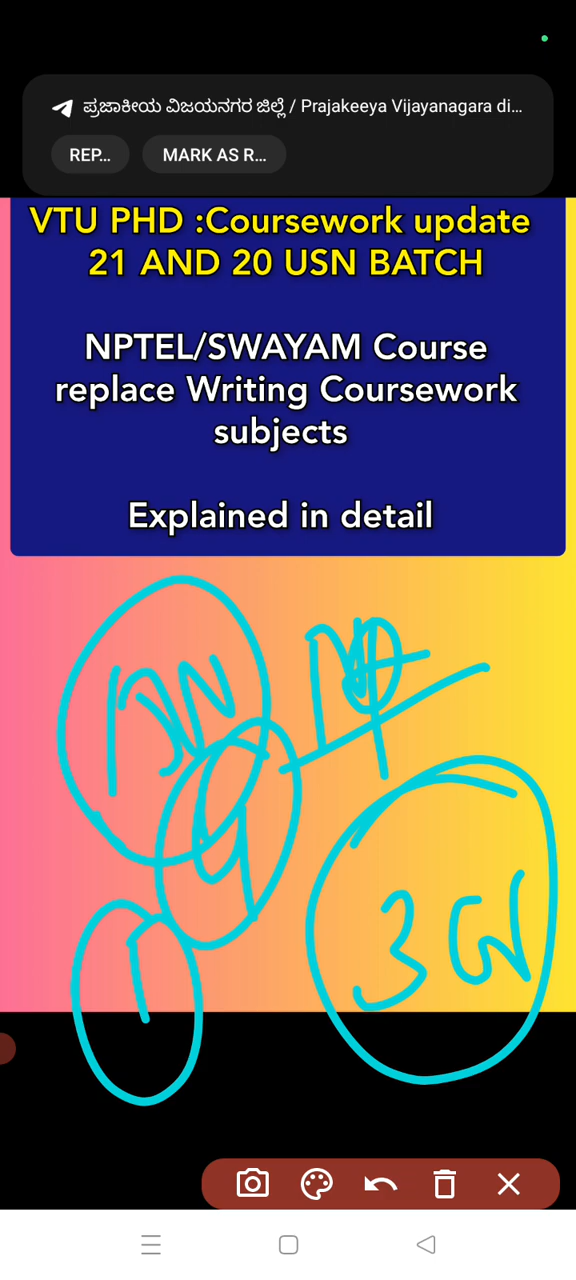 ಪ್ರಜಾಕೀಯ ವಿಜಯನಗರ ಜಿಲ್ಲೆ / Prajakeeya Vijayanagara di...
REP... MARK AS R...
VTU PHD :Coursework update
21 AND 20 USN BATCH
NPTEL/SWAYAM Course
replace Writing Coursework
subjects
Explained in detail
3